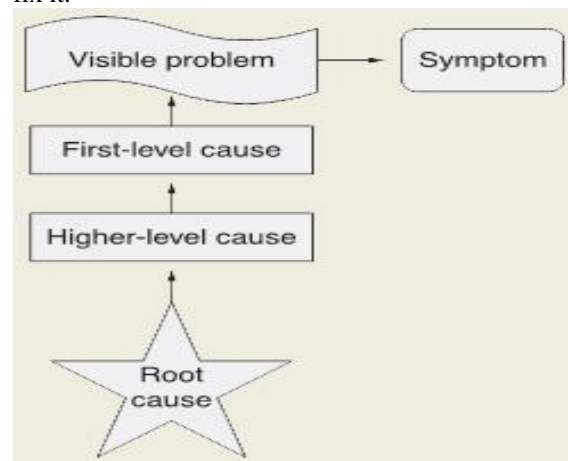 Visible problem
Symptom
First-level cause
Higher-level cause
Root
cause